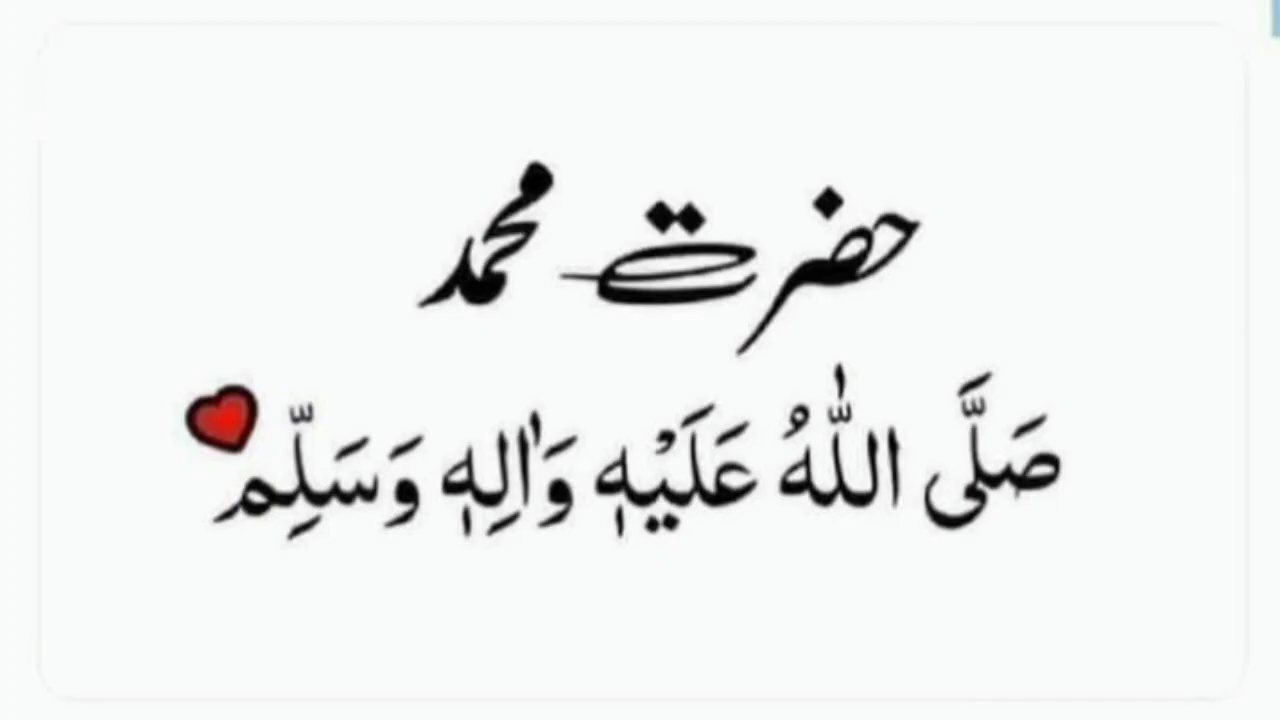 حضرت محمد
صَلَّى اللّٰهُ عَلَيْهِٖ وَاٰلِهٖ وَسَلِّم